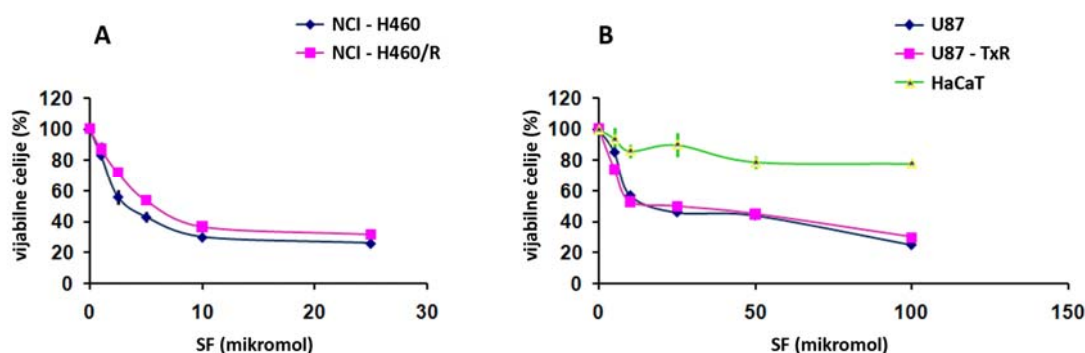 A
NCI - H460
NCI - H460/R
vijabilne ćelije (%)
120
100
80
60
40
20
0
0
10
20
30
SF (mikromol)
B
U87
U87 - TxR
HaCaT
vijabilne ćelije (%)
120
100
80
60
40
20
0
0
50
100
150
SF (mikromol)